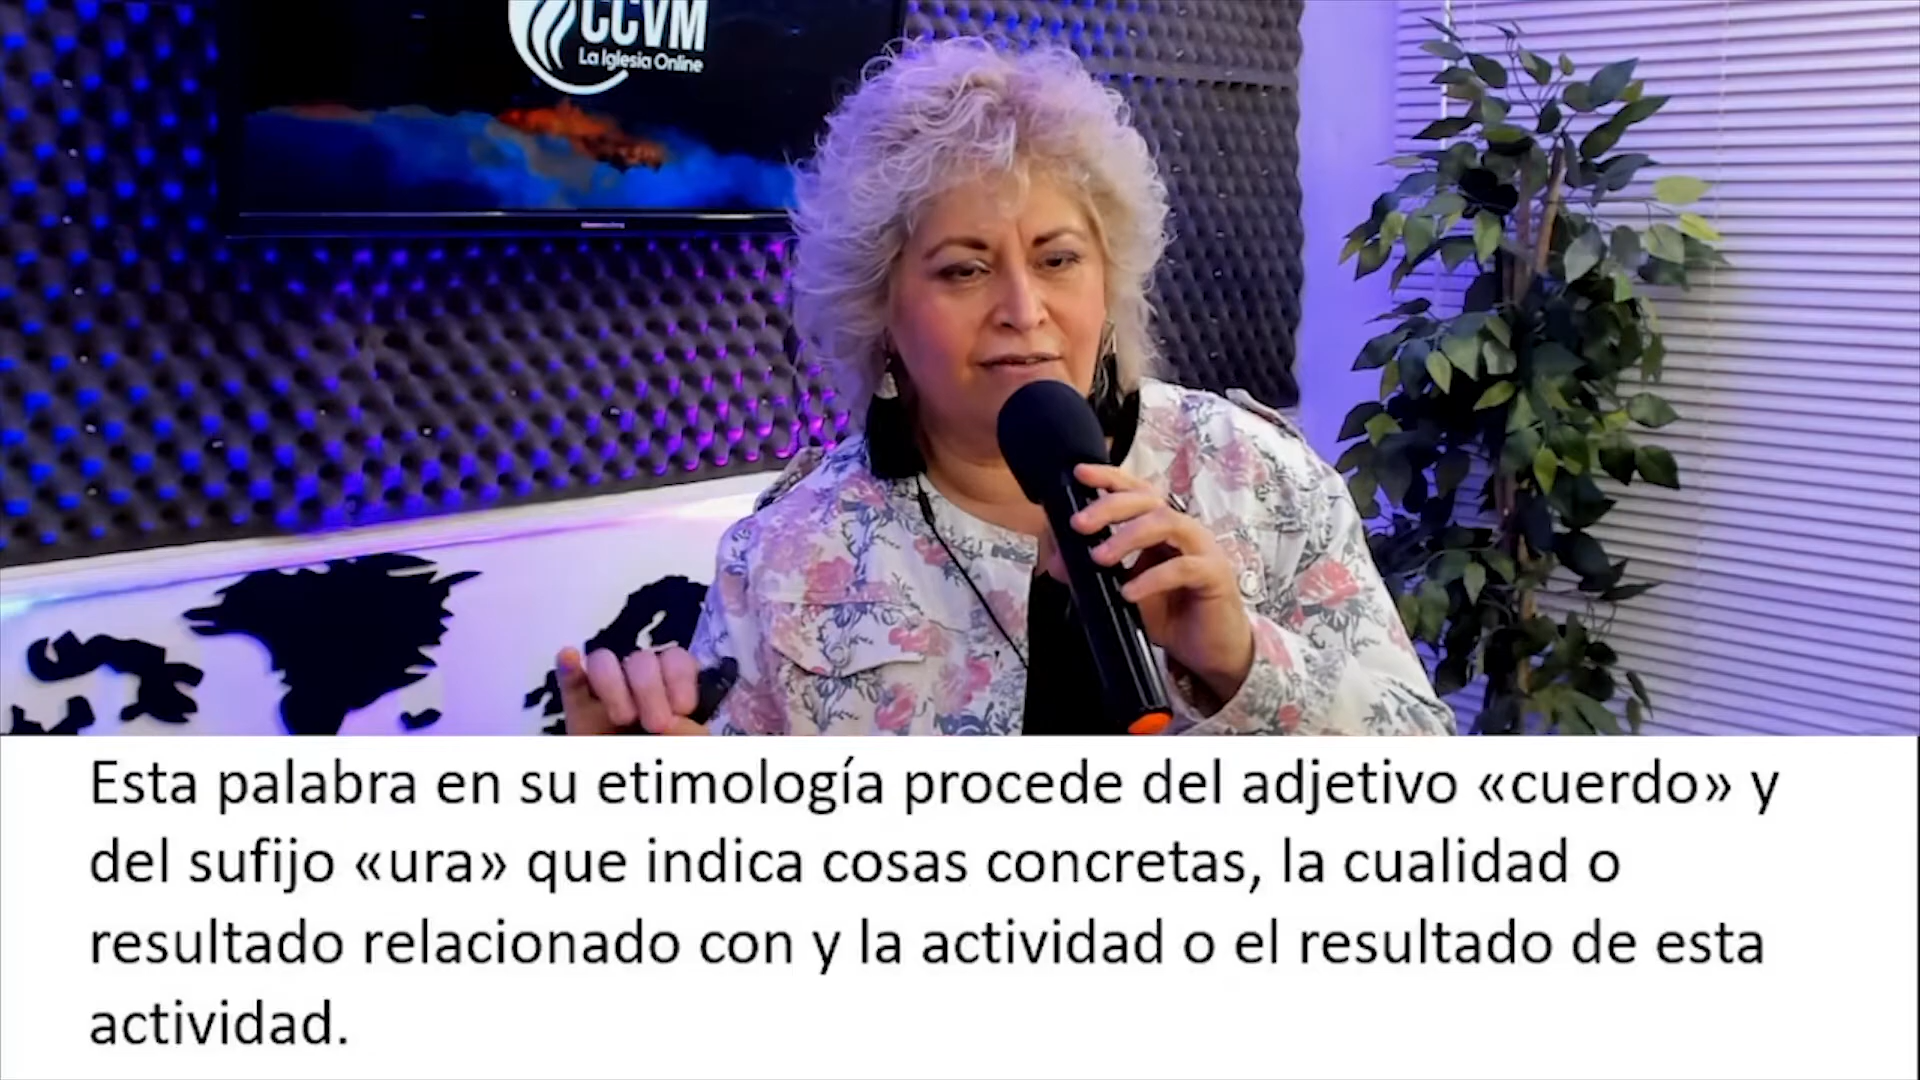 CCVM
La Iglesia Online
Esta palabra en su etimología procede del adjetivo «cuerdo» y
del sufijo «ura» que indica cosas concretas, la cualidad o
resultado relacionado con y la actividad o el resultado de esta
actividad.